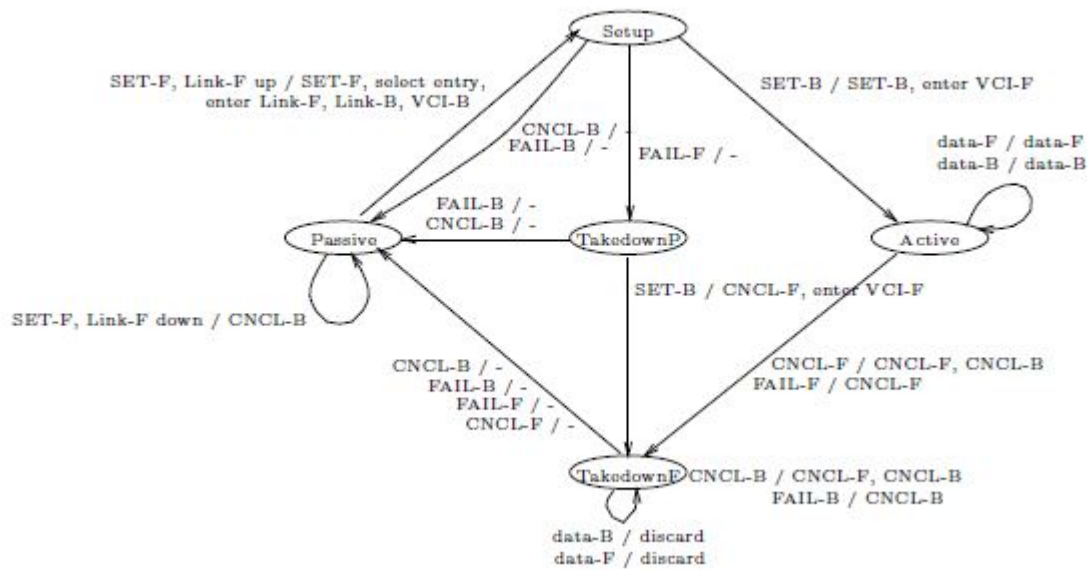 Setup
SET-F, Link-F up / SET-F, select entry,
enter Link-F, Link-B, VCI-B
SET-B / SET-B, enter VCI-F
CNCL-B / -
FAIL-B / -
FAIL-F / -
data-F / data-F
data-B / data-B
FAIL-B / -
CNCL-B / -
Passive
TakedownP
Active
SET-B / CNCL-F, enter VCI-F
SET-F, Link-F down / CNCL-B
CNCL-B / -
FAIL-B / -
FAIL-F / -
CNCL-F / -
CNCL-F / CNCL-F, CNCL-B
FAIL-F / CNCL-F
TakedownF
CNCL-B / CNCL-F, CNCL-B
FAIL-B / CNCL-B
data-B / discard
data-F / discard